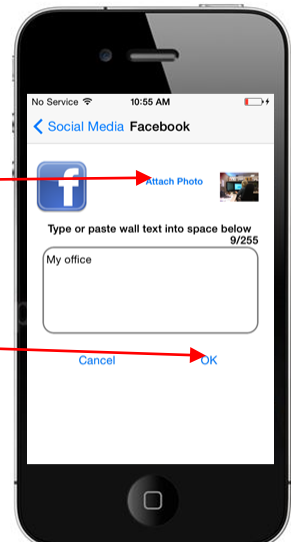 No Service 10:55 AM
Social Media Facebook
f
Attach Photo
Type or paste wall text into space below
9/255
My office
Cancel OK